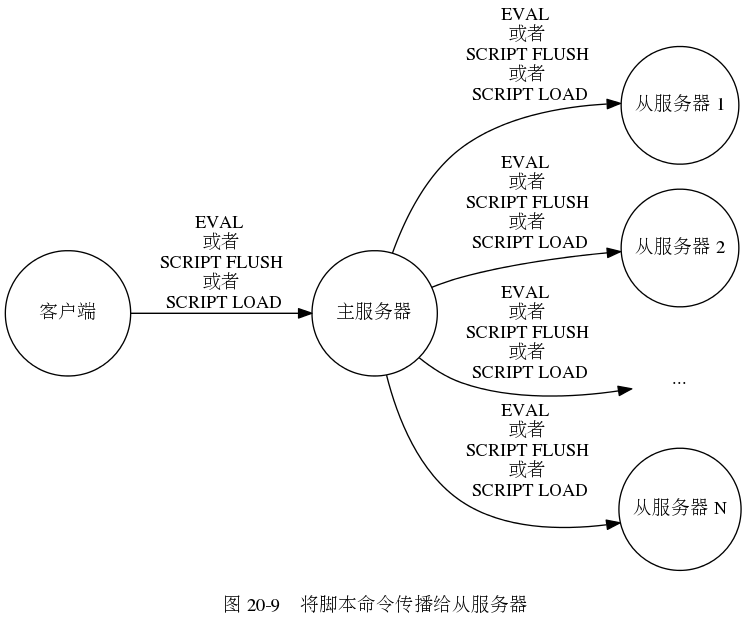 客户端
EVAL
或者
SCRIPT FLUSH
或者
SCRIPT LOAD
主服务器
EVAL
或者
SCRIPT FLUSH
或者
SCRIPT LOAD
从服务器 1
EVAL
或者
SCRIPT FLUSH
或者
SCRIPT LOAD
从服务器 2
EVAL
或者
SCRIPT FLUSH
或者
SCRIPT LOAD
...
EVAL
或者
SCRIPT FLUSH
或者
SCRIPT LOAD
从服务器 N
图 20-9 将脚本命令传播给从服务器